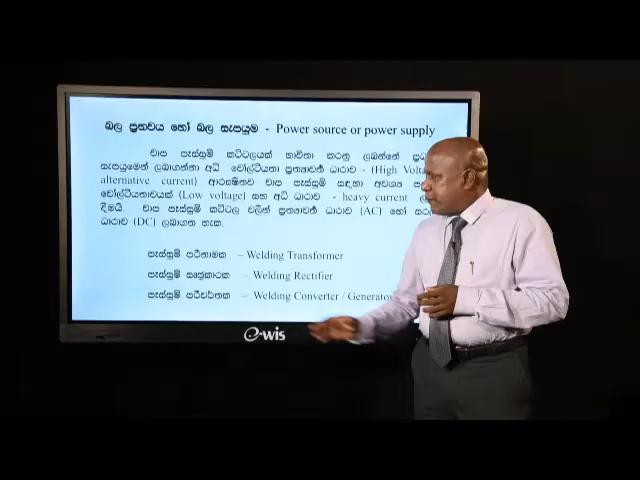 බල ප්‍රභවය හෝ බල සැපයුම - Power source or power supply
චාප පෑස්සුම් කට්ටලයක් භාවිතා කරනු ලබන්නේ
සැපයුමෙන් ලබාගන්නා අධි වෝල්ටීයතා ප්‍රත්‍යාවර්ත ධාරාව - (High
alternative current) ආරක්ෂිතව චාප පෑස්සුම් සඳහා අවශ්‍ය
වෝල්ටීයතාවයක් (Low voltage) සහ අධි ධාරාව - heavy current
දීමයි. චාප පෑස්සුම් කට්ටල වලින් ප්‍රත්‍යාවර්ත ධාරාව (AC) හෝ
ධාරාව (DC) ලබාගත හැක.
පෑස්සුම් පරිණාමක – Welding Transformer
පෑස්සුම් සෘජුකාරක – Welding Rectifier
පෑස්සුම් පරිවර්තක – Welding Converter / Generator
e-wis